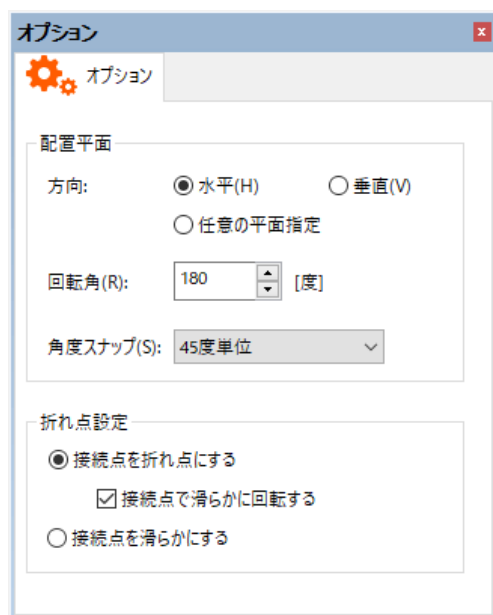 オプション
x
オプション
配置平面
方向: 水平(H) 垂直(V)
任意の平面指定
回転角(R): 180 [度]
角度スナップ(S): 45度単位
折れ点設定
接続点を折れ点にする
接続点で滑らかに回転する
接続点を滑らかにする